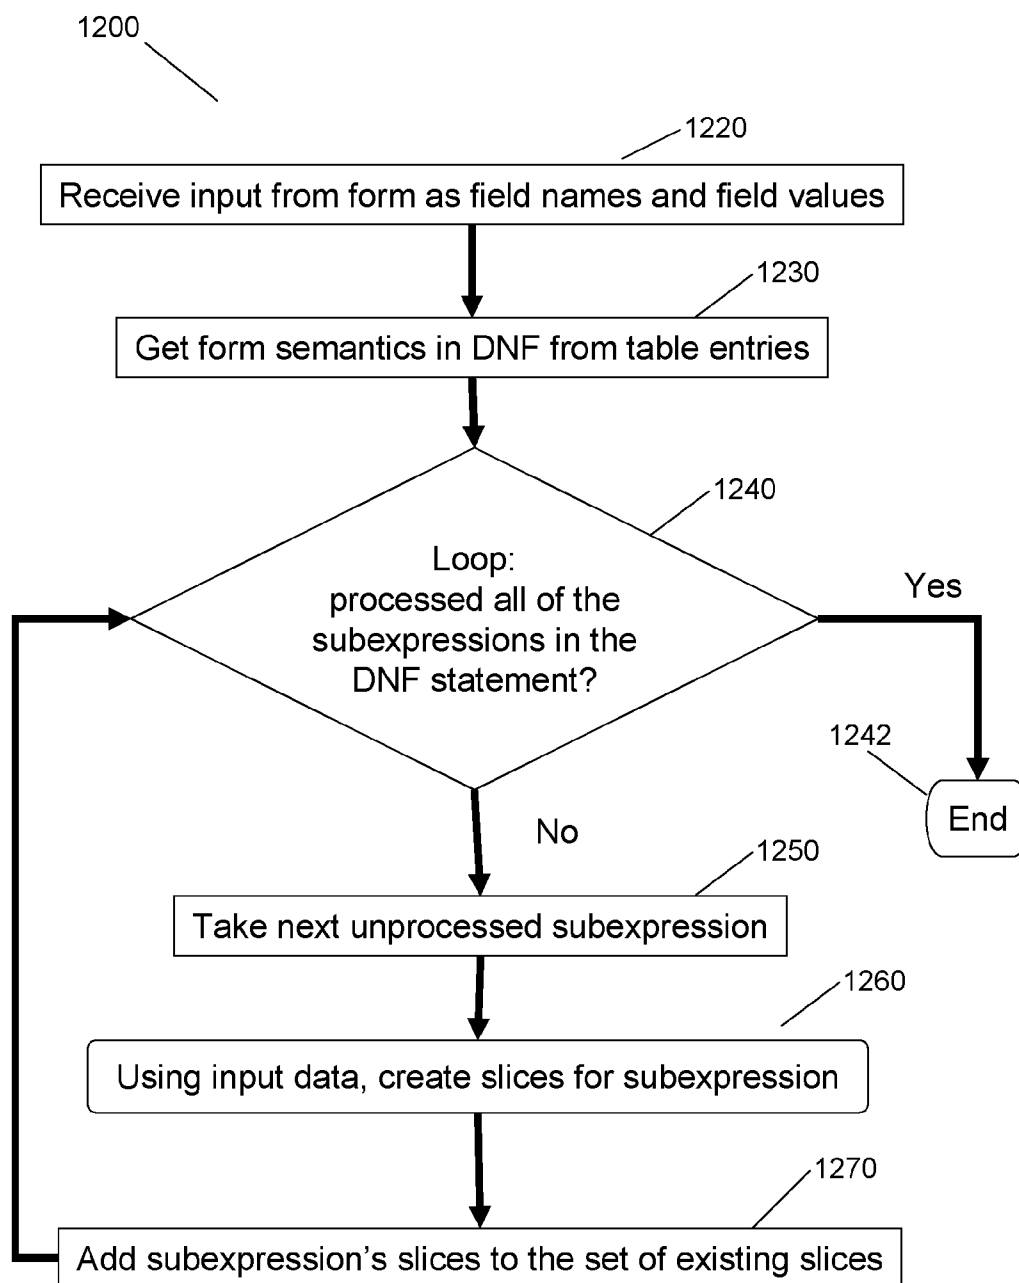 1200
1220
Receive input from form as field names and field values
1230
Get form semantics in DNF from table entries
1240
Loop:
processed all of the
subexpressions in the
DNF statement?
Yes
1242
End
No
1250
Take next unprocessed subexpression
1260
Using input data, create slices for subexpression
1270
Add subexpression's slices to the set of existing slices